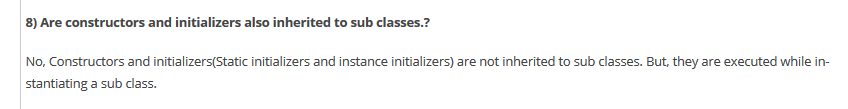 8) Are constructors and initializers also inherited to sub classes.?
No, Constructors and initializers(Static initializers and instance initializers) are not inherited to sub classes. But, they are executed while in-
stantiating a sub class.